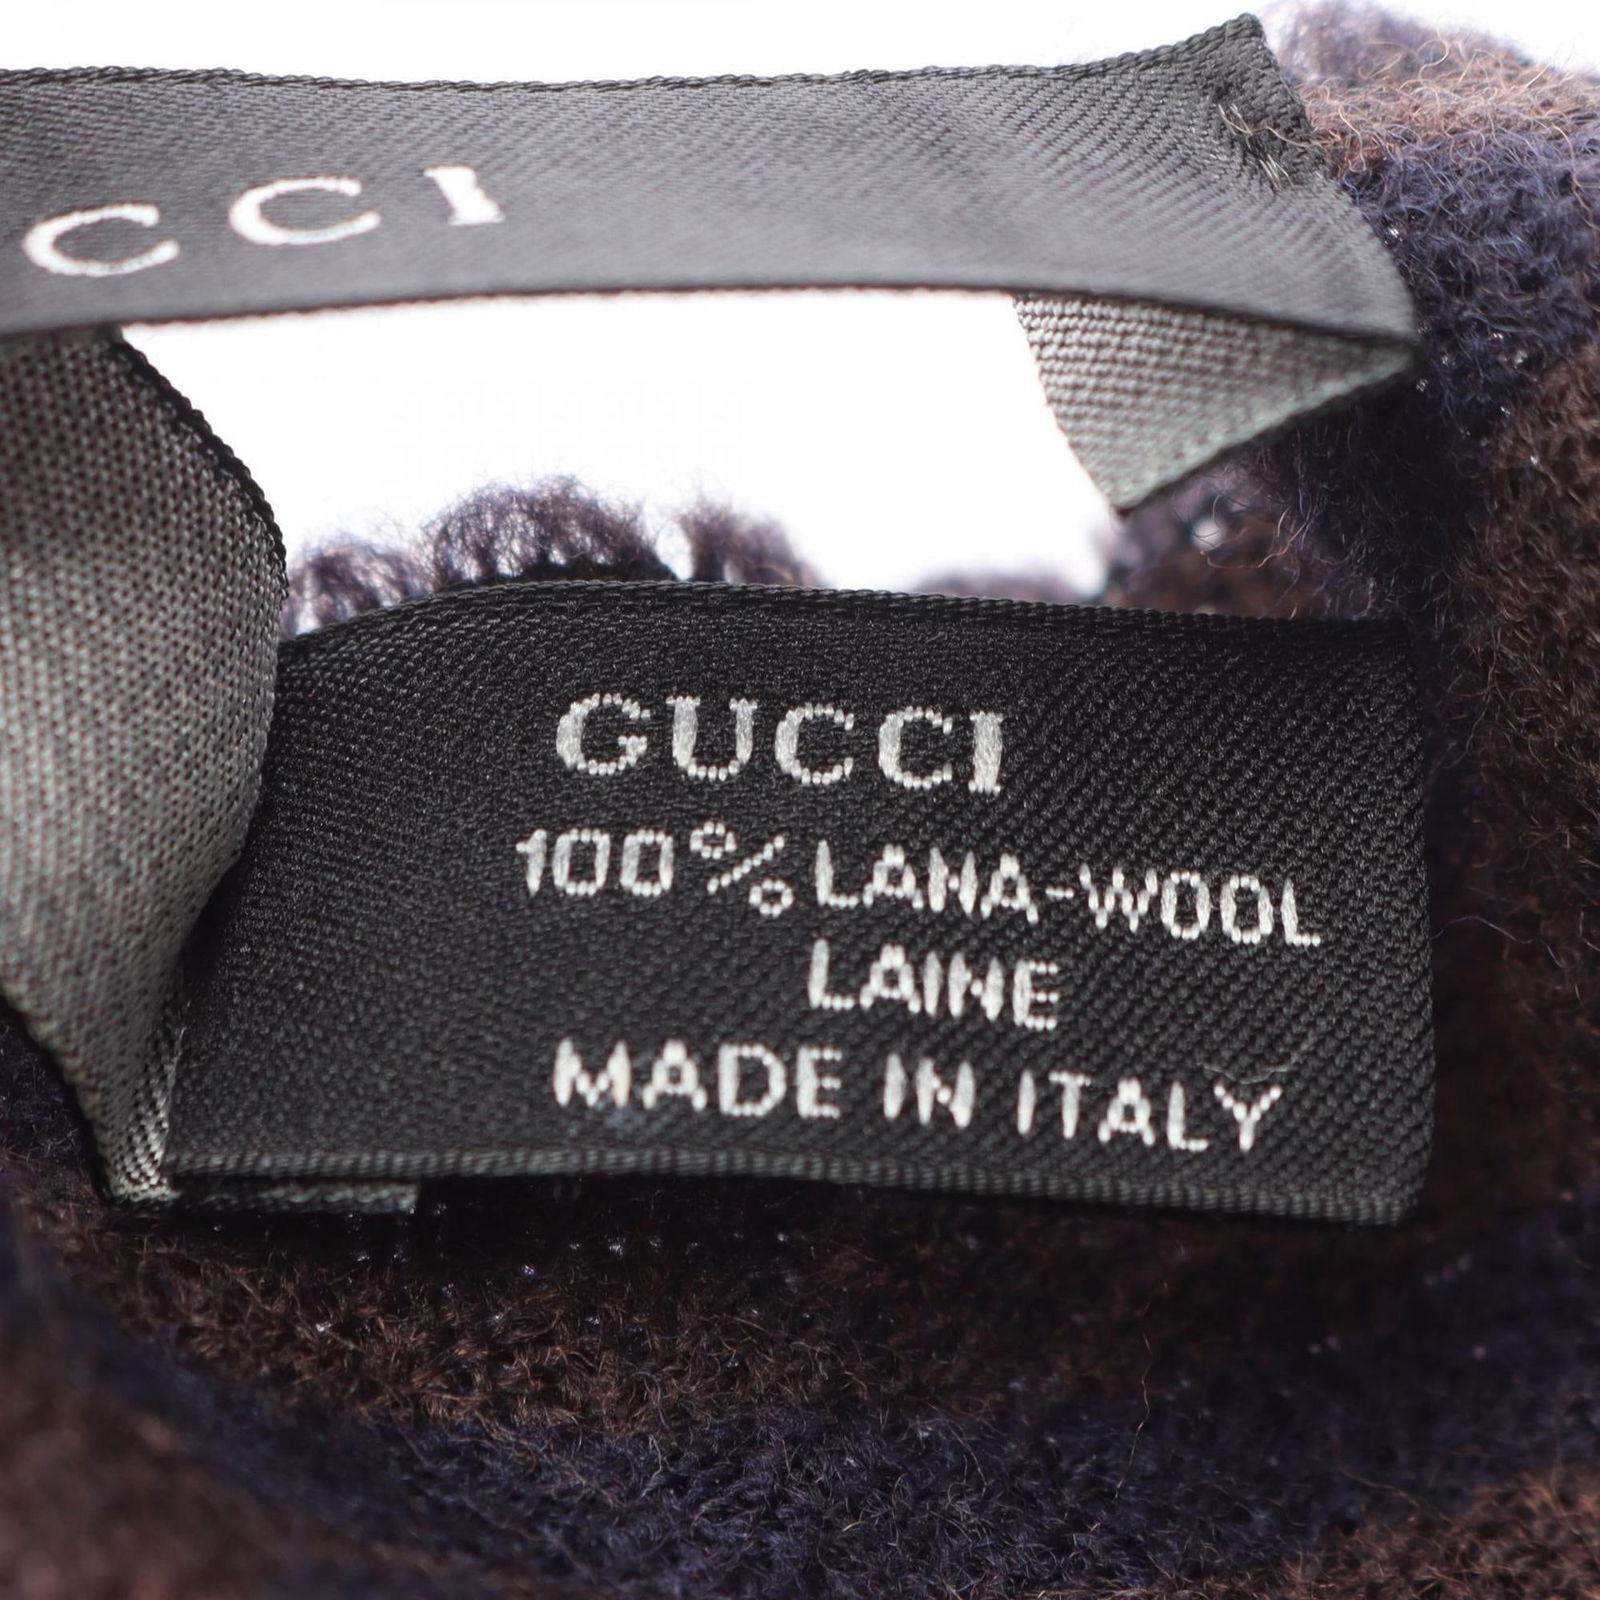 CCI
GUCCI
100% LANA-WOOL
LAINE
MADE IN ITALY